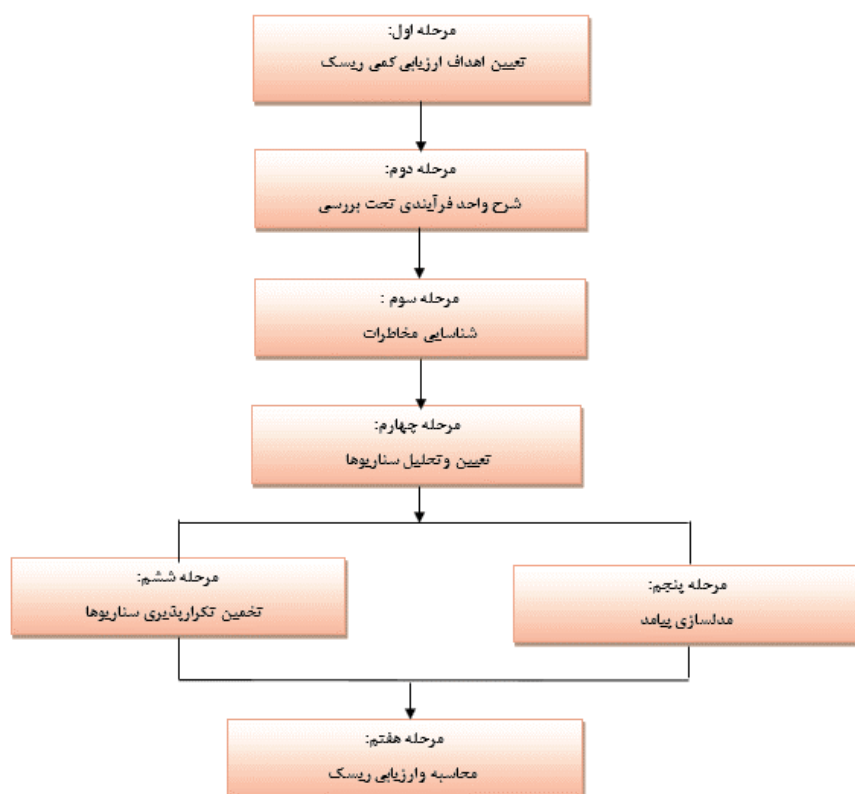 مرحله اول:
تعیین اهداف ارزیابی کمی ریسک
مرحله دوم:
شرح واحد فرآیندی تحت بررسی
مرحله سوم :
شناسایی مخاطرات
مرحله چهارم:
تعیین وتحلیل سناریوها
مرحله پنجم:
مدلسازی پیامد
مرحله ششم:
تخمین تکرارپذیری سناریوها
مرحله هفتم:
محاسبه وارزیابی ریسک